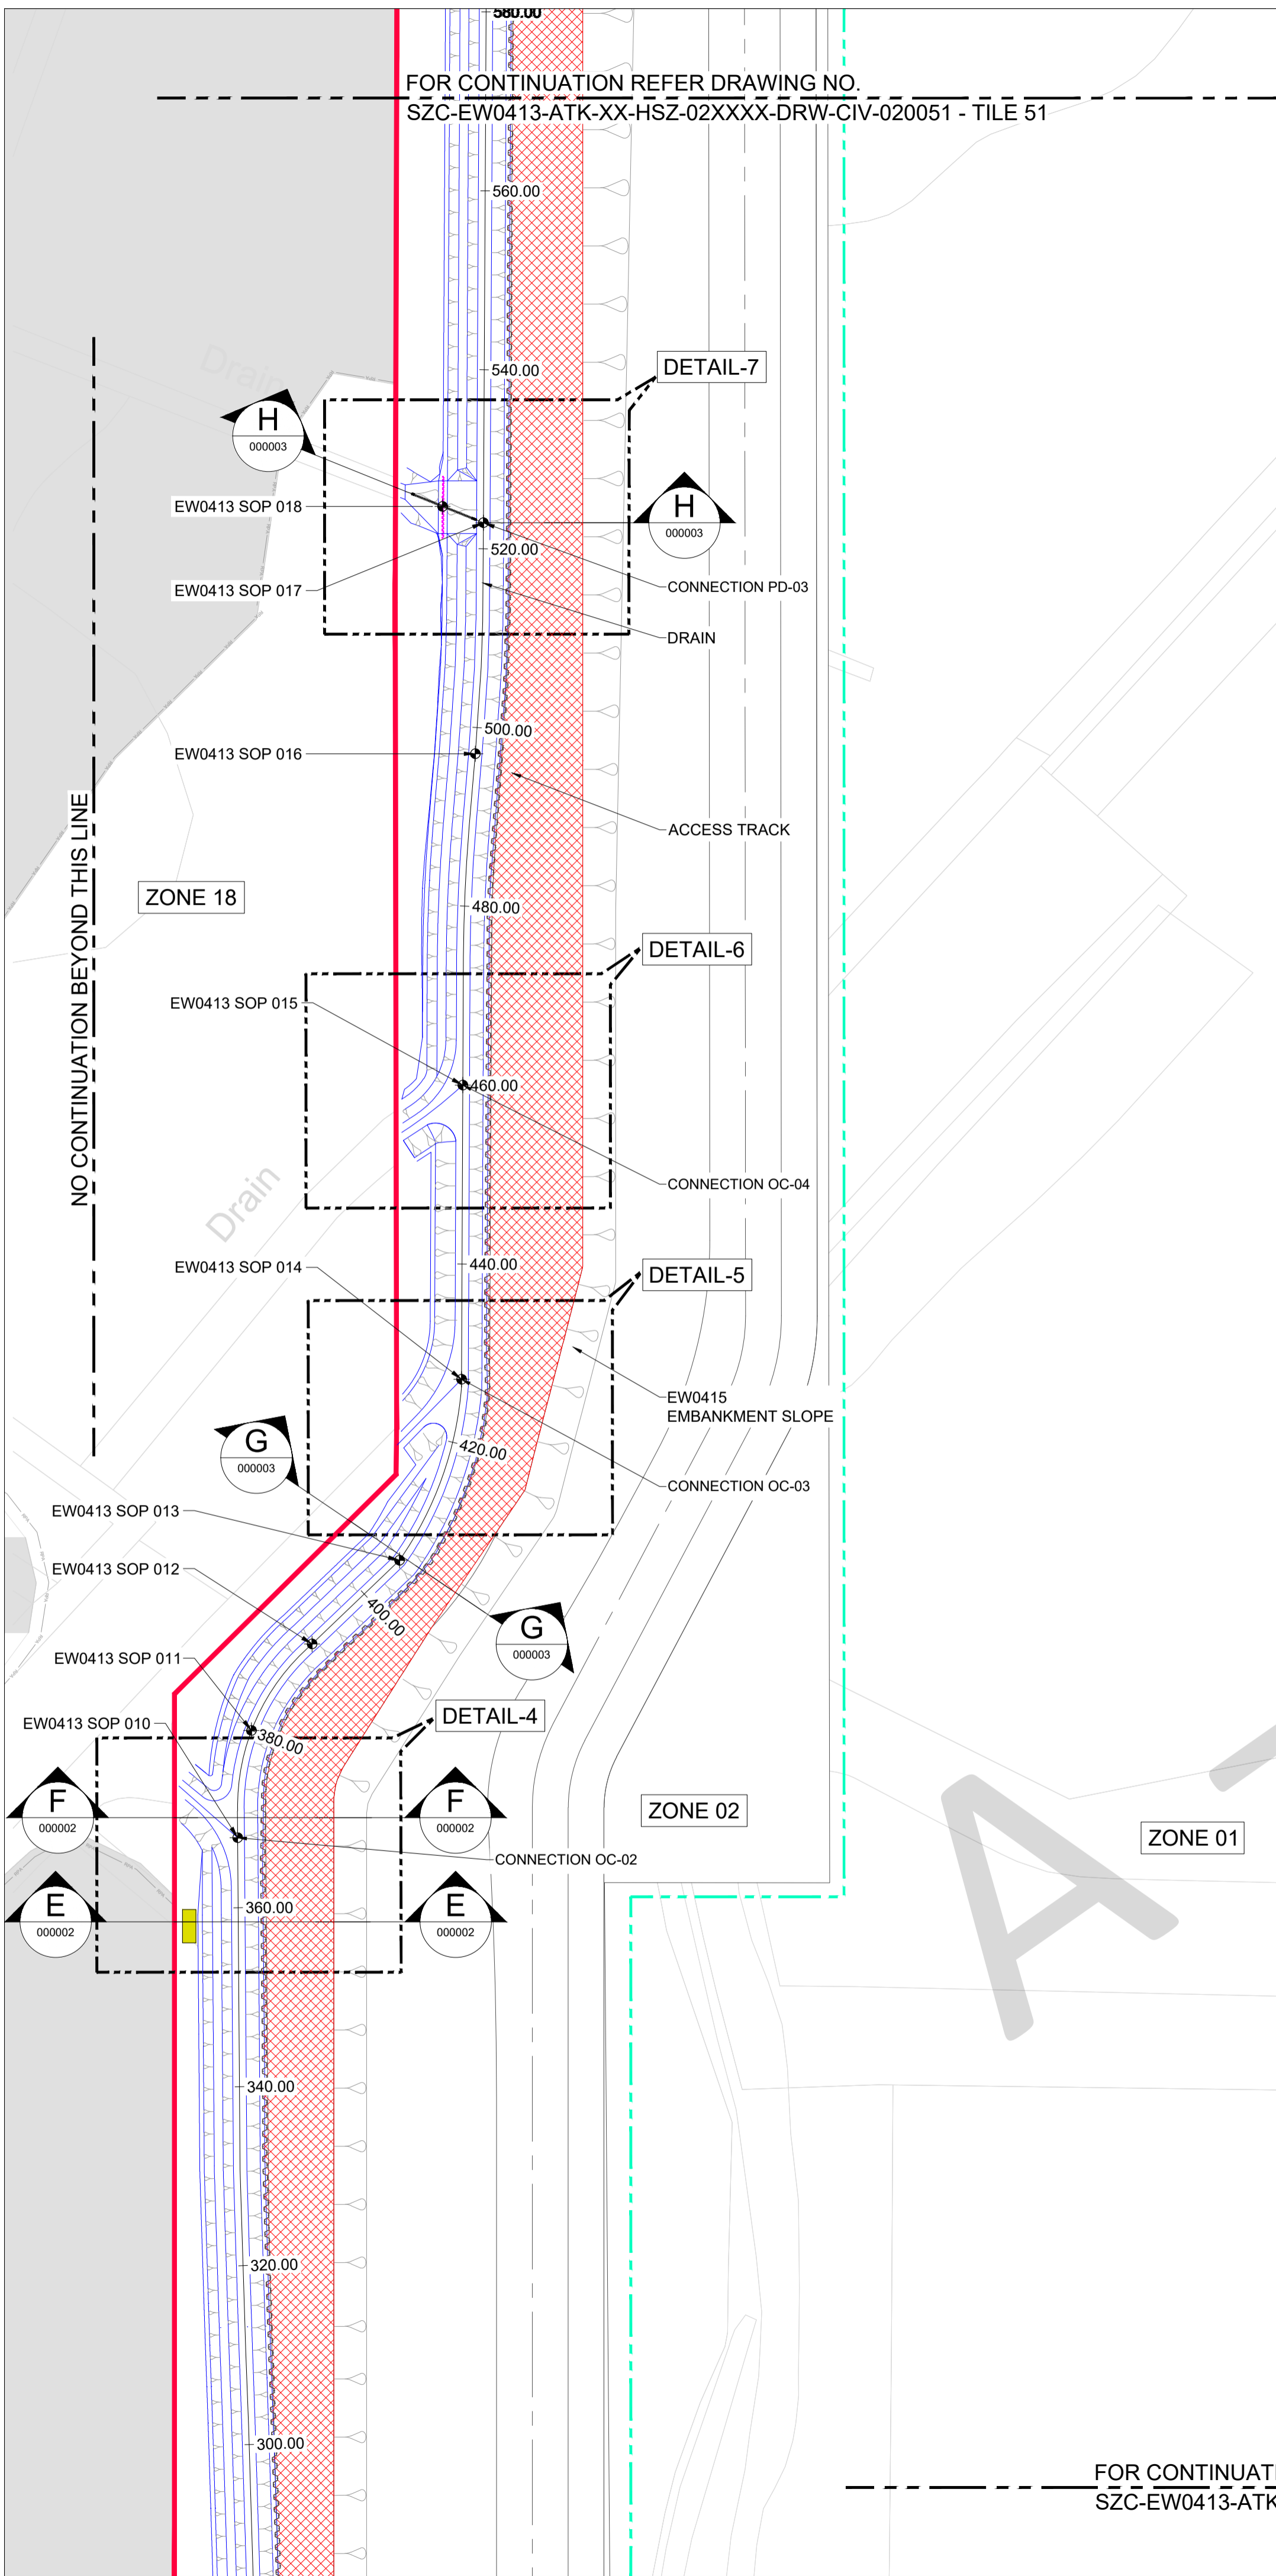 580.00
FOR CONTINUATION REFER DRAWING NO.
SZC-EW0413-ATK-XX-HSZ-02XXXX-DRW-CIV-020051 - TILE 51
560.00
Drain
540.00
DETAIL-7
H
000003
EW0413 SOP 018
H
000003
520.00
EW0413 SOP 017
CONNECTION PD-03
DRAIN
500.00
EW0413 SOP 016
ACCESS TRACK
NO CONTINUATION BEYOND THIS LINE
ZONE 18
480.00
DETAIL-6
EW0413 SOP 015
460.00
Drain
CONNECTION OC-04
EW0413 SOP 014
440.00
DETAIL-5
EW0415
EMBANKMENT SLOPE
G
000003
420.00
CONNECTION OC-03
EW0413 SOP 013
EW0413 SOP 012
400.00
G
000003
EW0413 SOP 011
EW0413 SOP 010
380.00
DETAIL-4
F
000002
F
000002
ZONE 02
ZONE 01
A
CONNECTION OC-02
E
000002
360.00
E
000002
340.00
320.00
300.00
FOR CONTINUATI
SZC-EW0413-ATK